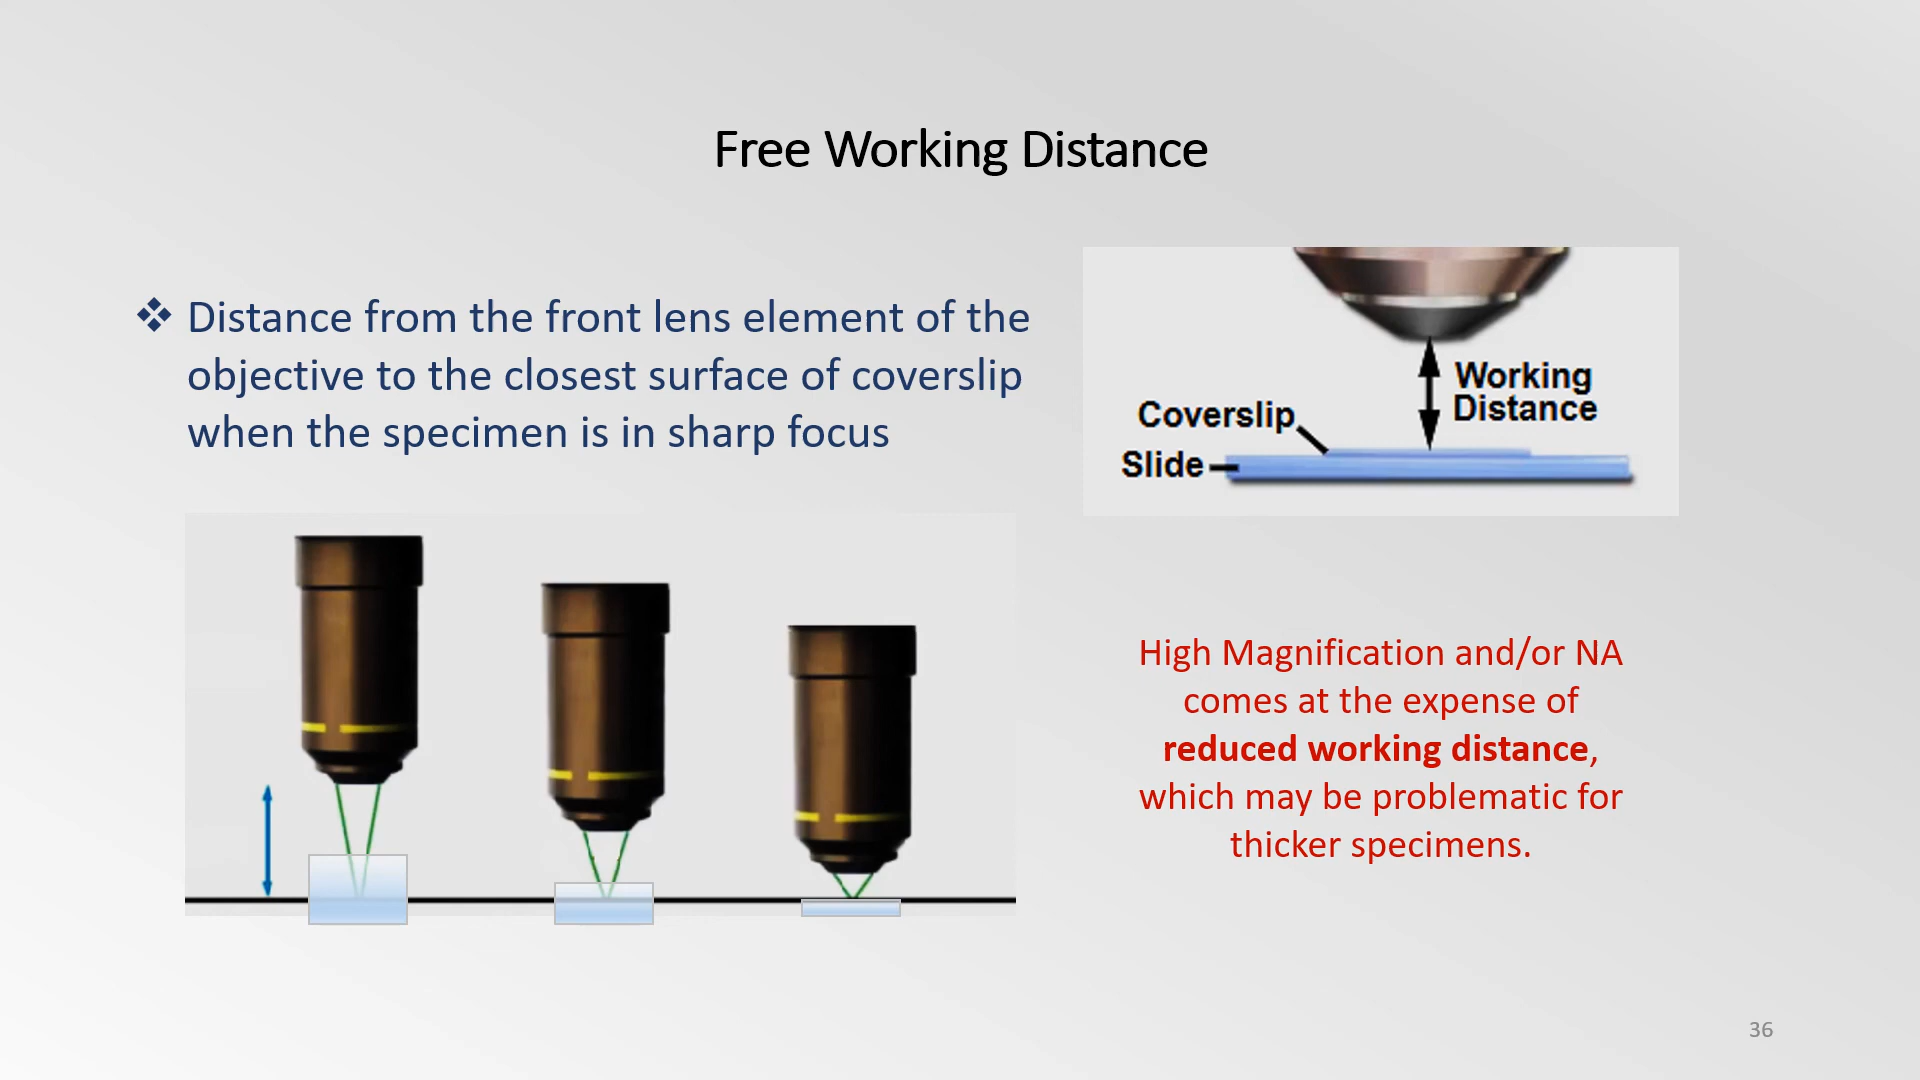 Free Working Distance
❖ Distance from the front lens element of the
objective to the closest surface of coverslip
when the specimen is in sharp focus
Working
Distance
Coverslip
Slide
High Magnification and/or NA
comes at the expense of
reduced working distance,
which may be problematic for
thicker specimens.
36